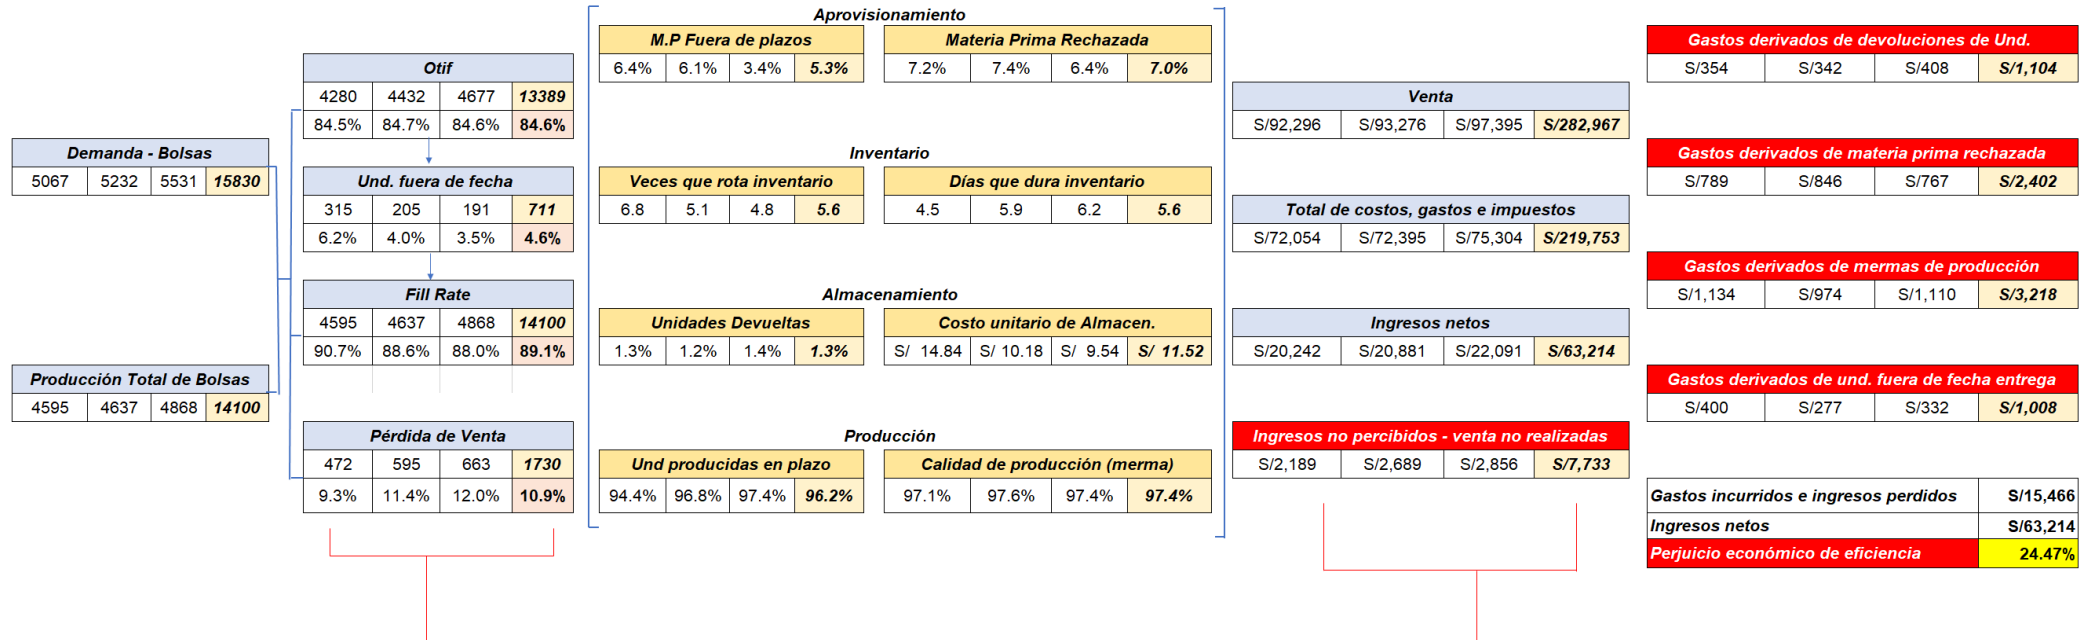 Demanda - Bolsas
5067 5232 5531 15830
Producción Total de Bolsas
4595 4637 4868 14100
Otif
4280 4432 4677 13389
84.5% 84.7% 84.6% 84.6%
Und. fuera de fecha
315 205 191 711
6.2% 4.0% 3.5% 4.6%
Fill Rate
4595 4637 4868 14100
90.7% 88.6% 88.0% 89.1%
Pérdida de Venta
472 595 663 1730
9.3% 11.4% 12.0% 10.9%
Aprovisionamiento
M.P Fuera de plazos
6.4% 6.1% 3.4% 5.3%
Materia Prima Rechazada
7.2% 7.4% 6.4% 7.0%
Inventario
Veces que rota inventario
6.8 5.1 4.8 5.6
Días que dura inventario
4.5 5.9 6.2 5.6
Almacenamiento
Unidades Devueltas
1.3% 1.2% 1.4% 1.3%
Costo unitario de Almacen.
S/ 14.84 S/ 10.18 S/ 9.54 S/ 11.52
Producción
Und producidas en plazo
94.4% 96.8% 97.4% 96.2%
Calidad de producción (merma)
97.1% 97.6% 97.4% 97.4%
Venta
S/92,296 S/93,276 S/97,395 S/282,967
Total de costos, gastos e impuestos
S/72,054 S/72,395 S/75,304 S/219,753
Ingresos netos
S/20,242 S/20,881 S/22,091 S/63,214
Ingresos no percibidos - venta no realizadas
S/2,189 S/2,689 S/2,856 S/7,733
Gastos derivados de devoluciones de Und.
S/354 S/342 S/408 S/1,104
Gastos derivados de materia prima rechazada
S/789 S/846 S/767 S/2,402
Gastos derivados de mermas de producción
S/1,134 S/974 S/1,110 S/3,218
Gastos derivados de und. fuera de fecha entrega
S/400 S/277 S/332 S/1,008
Gastos incurridos e ingresos perdidos S/15,466
Ingresos netos S/63,214
Perjuicio económico de eficiencia 24.47%